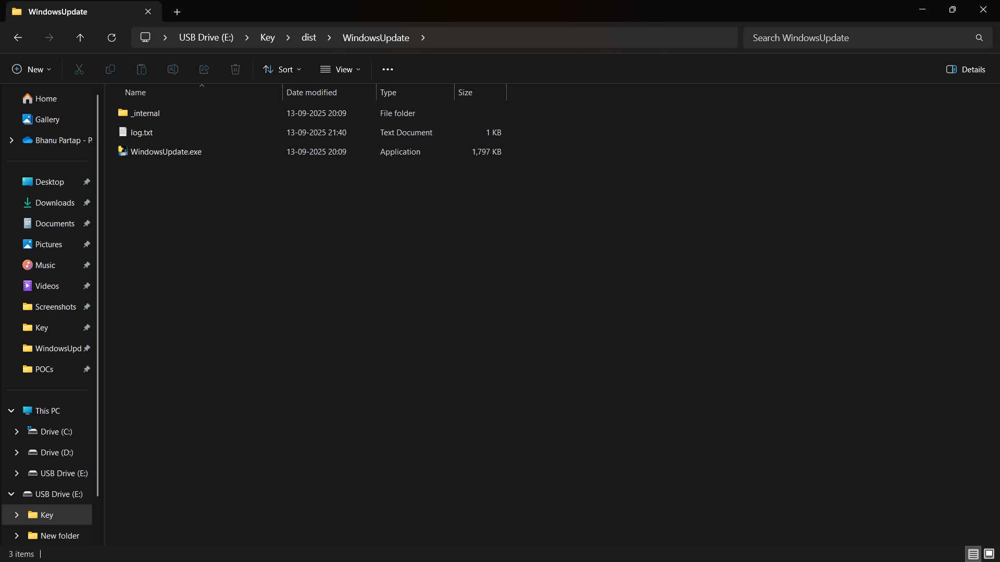 WindowsUpdate
USB Drive (E:) Key dist WindowsUpdate
Search WindowsUpdate
New Sort View Details
Name Date modified Type Size
_internal 13-09-2025 20:09 File folder
log.txt 13-09-2025 21:40 Text Document 1 KB
WindowsUpdate.exe 13-09-2025 20:09 Application 1,797 KB
Home
Gallery
Bhanu Partap - P
Desktop
Downloads
Documents
Pictures
Music
Videos
Screenshots
Key
WindowsUpd
POCs
This PC
Drive (C:)
Drive (D:)
USB Drive (E:)
USB Drive (E:)
Key
New folder
3 items